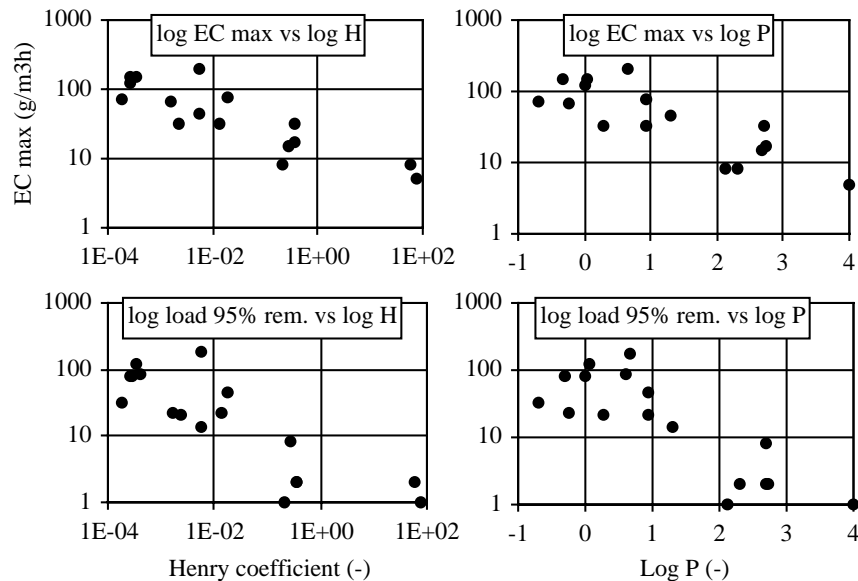 log EC max vs log H
log EC max vs log P
1000
100
10
1
1E-04 1E-02 1E+00 1E+02
EC max (g/m3h)
1000
100
10
1
-1 0 1 2 3 4
log load 95% rem. vs log H
log load 95% rem. vs log P
1000
100
10
1
1E-04 1E-02 1E+00 1E+02
Henry coefficient (-)
1000
100
10
1
-1 0 1 2 3 4
Log P (-)